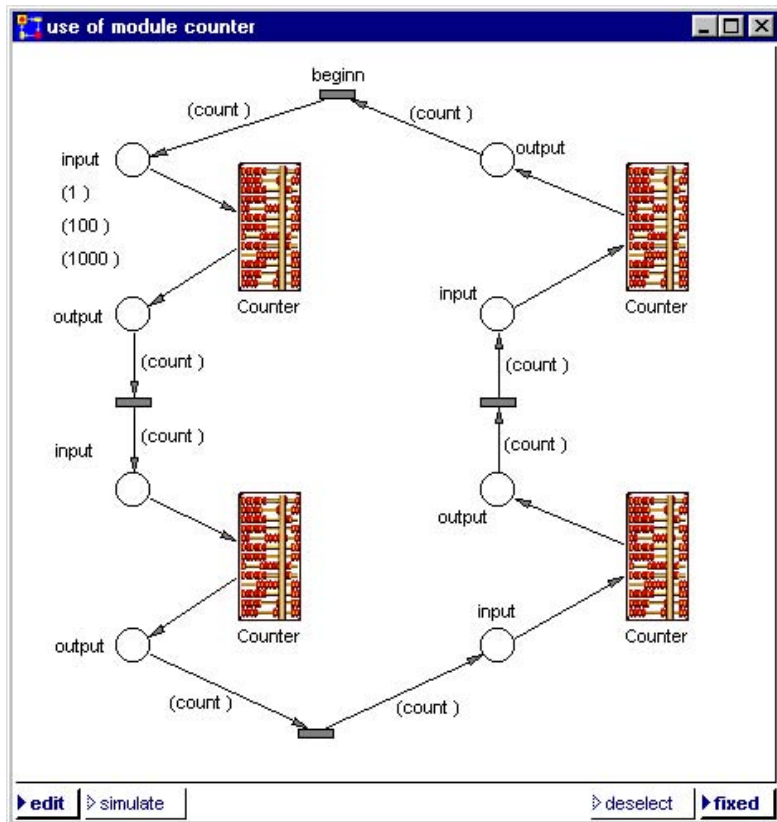 use of module counter
beginn
(count )
(count )
input
output
(1 )
(100 )
(1000 )
Counter
Counter
output
input
(count )
(count )
(count )
(count )
input
output
output
Counter
input
Counter
(count )
(count )
edit
simulate
deselect
fixed